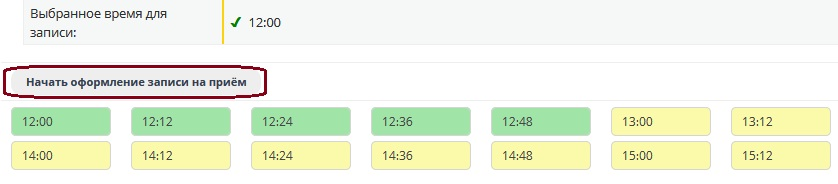 Выбранное время для
записи:
✔ 12:00
Начать оформление записи на приём
12:00 12:12 12:24 12:36 12:48 13:00 13:12
14:00 14:12 14:24 14:36 14:48 15:00 15:12